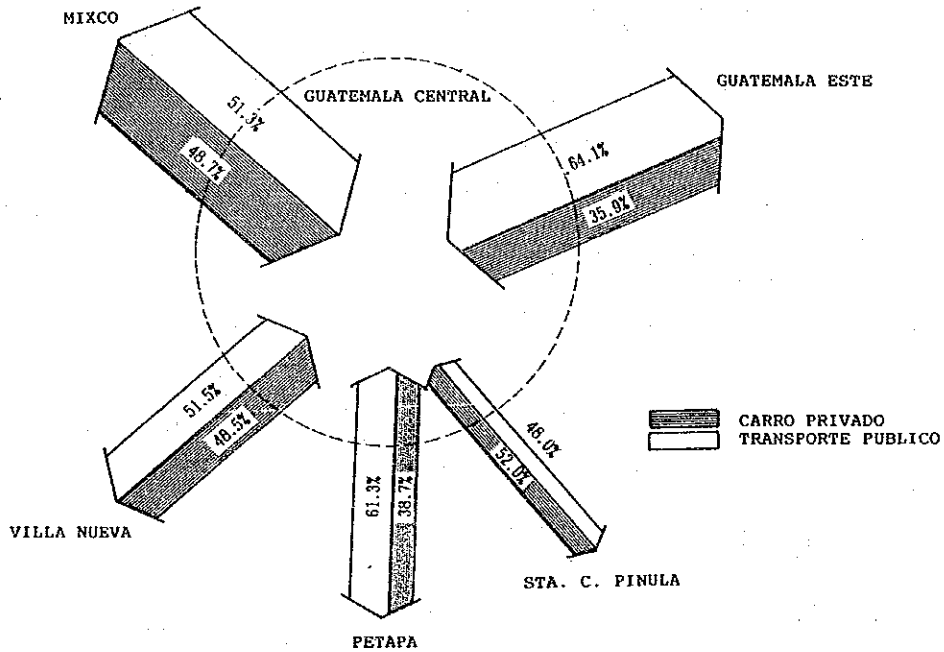 MIXCO
GUATEMALA CENTRAL
GUATEMALA ESTE
51.3%
48.7%
64.1%
35.9%
51.5%
48.5%
61.3%
38.7%
48.0%
52.0%
CARRO PRIVADO
TRANSPORTE PUBLICO
VILLA NUEVA
STA. C. PINULA
PETAPA